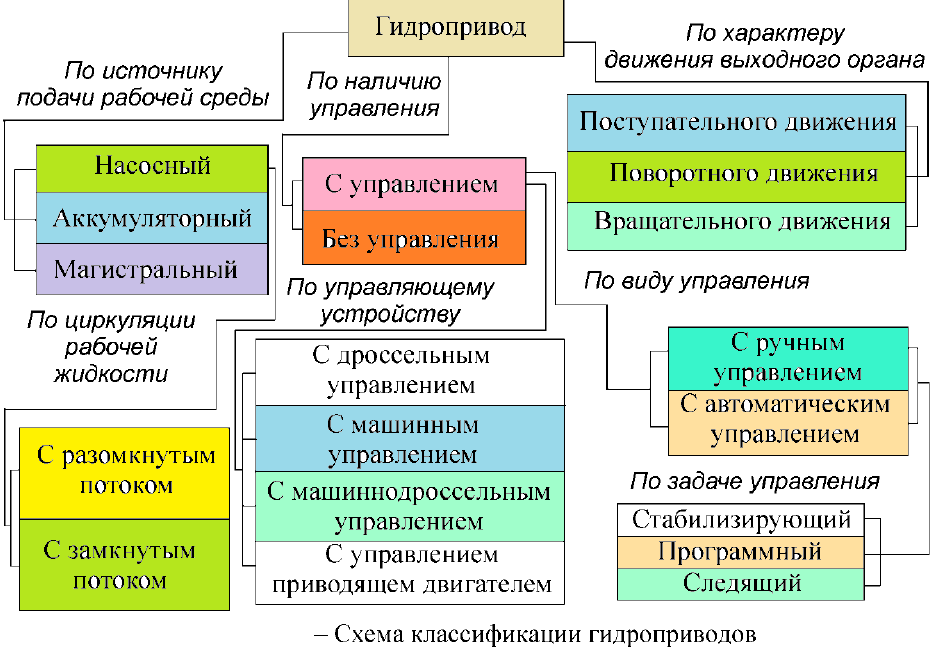 Гидропривод
По источнику
подачи рабочей среды
По наличию
управления
По характеру
движения выходного органа
Насосный
Аккумуляторный
Магистральный
С управлением
Без управления
Поступательного движения
Поворотного движения
Вращательного движения
По циркуляции
рабочей
жидкости
По управляющему
устройству
По виду управления
С разомкнутым
потоком
С замкнутым
потоком
С дроссельным
управлением
С машинным
управлением
С машиннодроссельным
управлением
С управлением
приводящем двигателем
С ручным
управлением
С автоматическим
управлением
По задаче управления
Стабилизирующий
Программный
Следящий
– Схема классификации гидроприводов